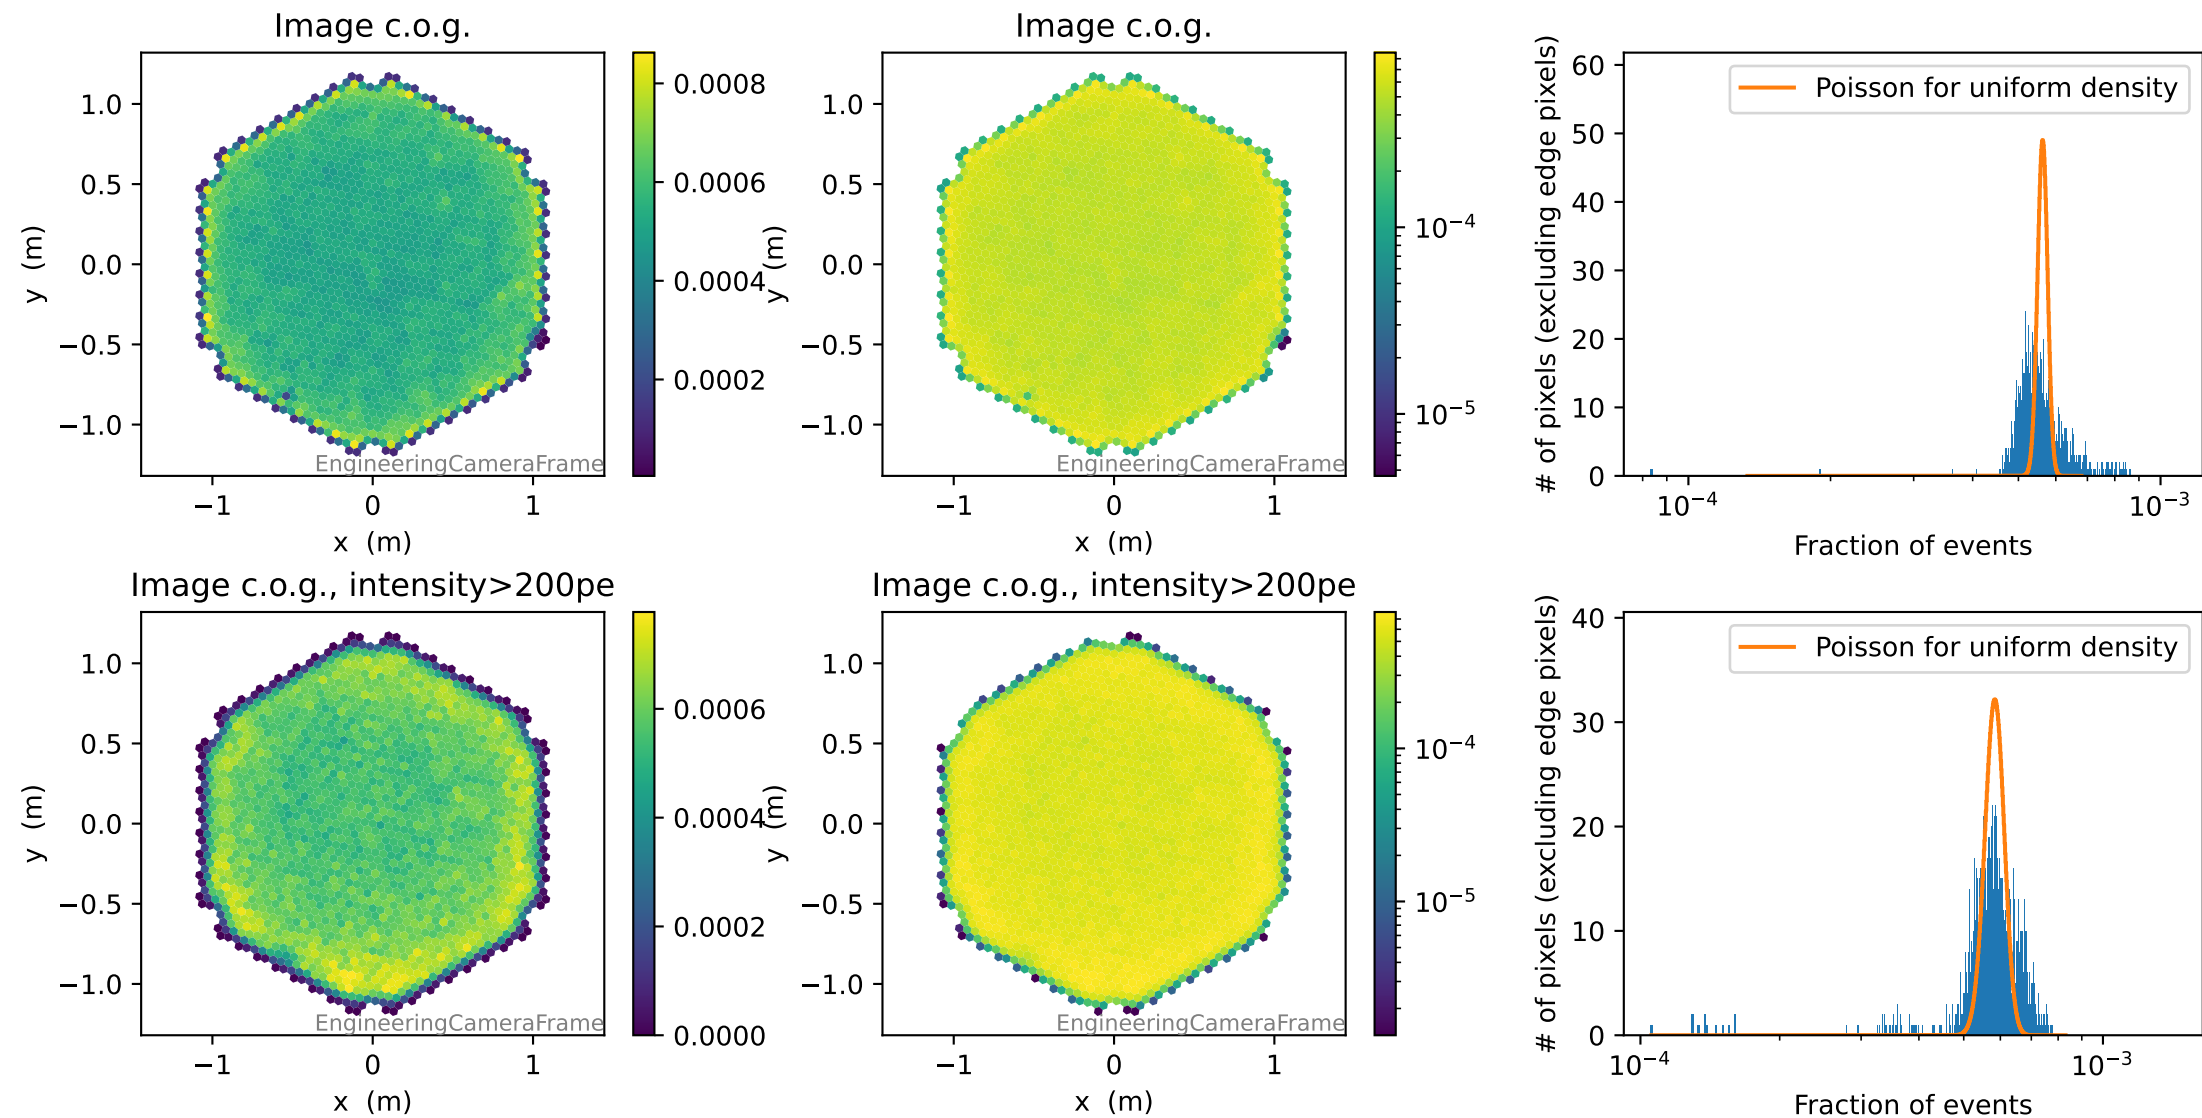 Image c.o.g.
1.0
0.5
0.0
−0.5
−1.0
y (m)
−1
0
1
x (m)
EngineeringCameraFrame
0.0008
0.0006
0.0004
0.0002
Image c.o.g.
1.0
0.5
0.0
−0.5
−1.0
y (m)
−1
0
1
x (m)
EngineeringCameraFrame
10⁻⁴
10⁻⁵
# of pixels (excluding edge pixels)
60
50
40
30
20
10
0
Poisson for uniform density
10⁻⁴
10⁻³
Fraction of events
Image c.o.g., intensity>200pe
1.0
0.5
0.0
−0.5
−1.0
y (m)
−1
0
1
x (m)
EngineeringCameraFrame
0.0006
0.0004
0.0002
0.0000
Image c.o.g., intensity>200pe
1.0
0.5
0.0
−0.5
−1.0
y (m)
−1
0
1
x (m)
EngineeringCameraFrame
10⁻⁴
10⁻⁵
# of pixels (excluding edge pixels)
40
30
20
10
0
Poisson for uniform density
10⁻⁴
10⁻³
Fraction of events